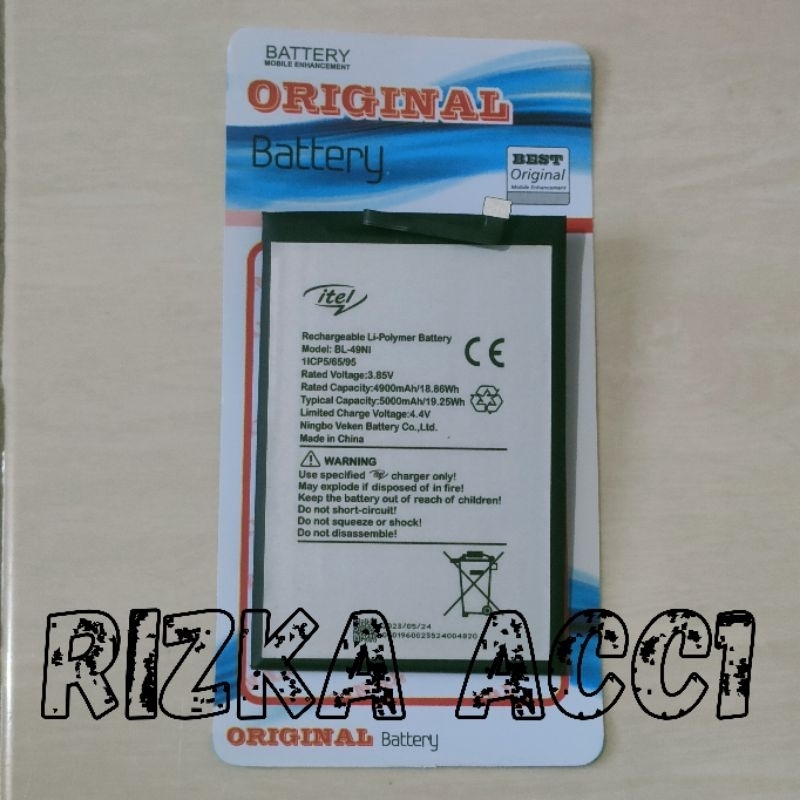 BATTERY
MOBILE ENHANCEMENT
ORIGINAL
Battery
BEST
Original
Mobile Enhancement
itel
Rechargeable Li-Polymer Battery
Model: BL-49NI
1ICP5/65/95
Rated Voltage:3.85V
Rated Capacity:4900mAh/18.86Wh
Typical Capacity:5000mAh/19.25Wh
Limited Charge Voltage:4.4V
Ningbo Veken Battery Co.,Ltd.
Made in China
CE
WARNING
Use specified itel charger only!
May explode if disposed of in fire!
Keep the battery out of reach of children!
Do not short-circuit!
Do not squeeze or shock!
Do not disassemble!
2023/05/24
RIZKA ACC1
ORIGINAL Battery